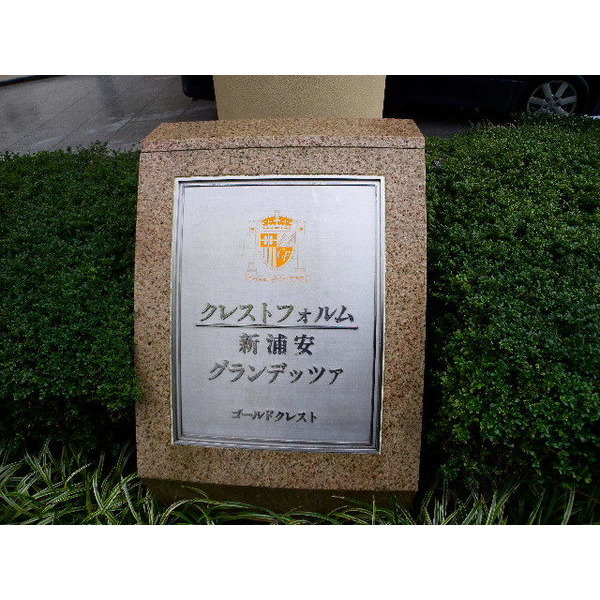 クレストフォルム
新浦安
グランデッツァ
ゴールドクレスト